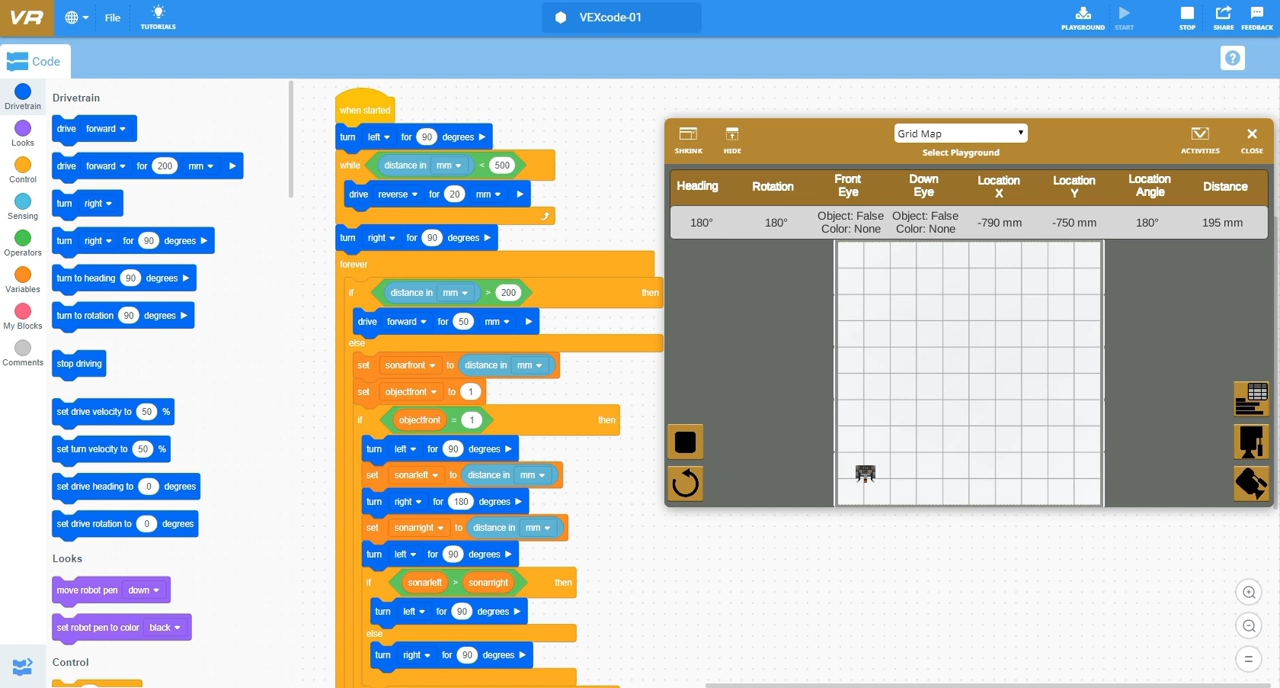 VR
File
TUTORIALS
VEXcode-01
PLAYGROUND
START
STOP
SHARE
FEEDBACK
Code
?
Drivetrain
Looks
Control
Sensing
Operators
Variables
My Blocks
Comments
Drivetrain
drive forward
drive forward for 200 mm
turn right
turn right for 90 degrees
turn to heading 90 degrees
turn to rotation 90 degrees
stop driving
set drive velocity to 50 %
set turn velocity to 50 %
set drive heading to 0 degrees
set drive rotation to 0 degrees
Looks
move robot pen down
set robot pen to color black
Control
when started
turn left for 90 degrees
while distance in mm < 500
drive reverse for 20 mm
turn right for 90 degrees
forever
if distance in mm > 200 then
drive forward for 50 mm
else
set sonarfront to distance in mm
set objectfront to 1
if objectfront = 1 then
turn left for 90 degrees
set sonarleft to distance in mm
turn right for 180 degrees
set sonarright to distance in mm
turn left for 90 degrees
if sonarleft > sonarright then
turn left for 90 degrees
else
turn right for 90 degrees
SHRINK
HIDE
Grid Map
Select Playground
ACTIVITIES
CLOSE
Heading Rotation Front Eye Down Eye Location X Location Y Location Angle Distance
180° 180° Object: False Color: None Object: False Color: None -790 mm -750 mm 180° 195 mm